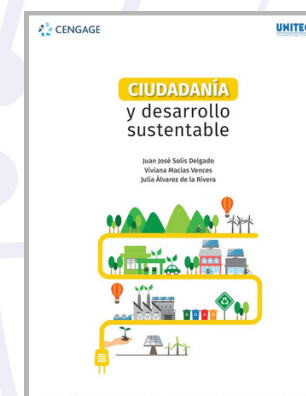 CENGAGE
UNITEC
CIUDADANÍA
y desarrollo
sustentable
Juan José Solís Delgado
Viviana Macías Vences
Julia Álvarez de la Rivera